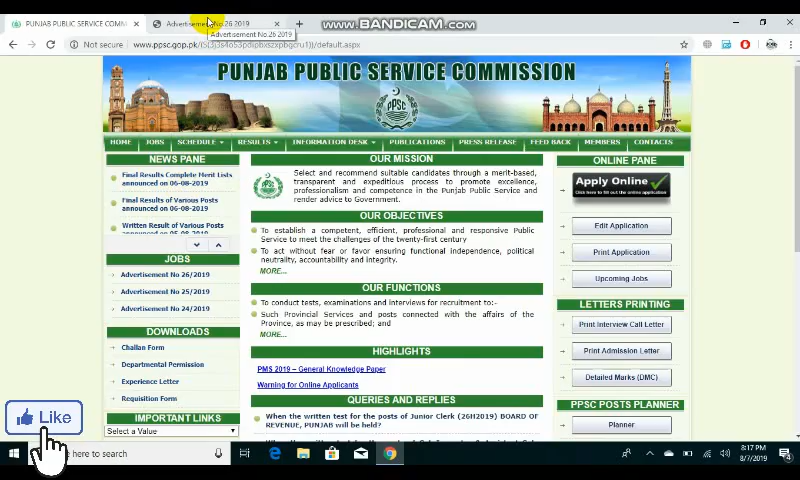 PUNJAB PUBLIC SERVICE COMMISS
Advertisement No.26 2019
www.BANDICAM.com
Advertisement No.26 2019
Not secure
www.ppsc.gop.pk/
/default.aspx
PUNJAB PUBLIC SERVICE COMMISSION
PPSC
HOME JOBS SCHEDULE RESULTS INFORMATION DESK PUBLICATIONS PRESS RELEASE FEED BACK MEMBERS CONTACTS
NEWS PANE
Final Results Complete Merit Lists
announced on 06-08-2019
Final Results of Various Posts
announced on 06-08-2019
Written Result of Various Posts
announced on 05-08-2019
JOBS
Advertisement No 26/2019
Advertisement No 25/2019
Advertisement No 24/2019
DOWNLOADS
Challan Form
Departmental Permission
Experience Letter
Requisition Form
IMPORTANT LINKS
Select a Value
OUR MISSION
Select and recommend suitable candidates through a merit-based,
transparent and expeditious process to promote excellence,
professionalism and competence in the Punjab Public Service and
render advice to Government.
OUR OBJECTIVES
To establish a competent, efficient, professional and responsive Public
Service to meet the challenges of the twenty-first century
To act without fear or favor ensuring functional independence, political
neutrality, accountability and integrity.
MORE...
OUR FUNCTIONS
To conduct tests, examinations and interviews for recruitment to:-
Such Provincial Services and posts connected with the affairs of the
Province, as may be prescribed; and
MORE...
HIGHLIGHTS
PMS 2019 – General Knowledge Paper
Warning for Online Applicants
QUERIES AND REPLIES
When the written test for the posts of Junior Clerk (26H2019) BOARD OF
REVENUE, PUNJAB will be held?
ONLINE PANE
Apply Online
Click here to fill out the online application
Edit Application
Print Application
Upcoming Jobs
LETTERS PRINTING
Print Interview Call Letter
Print Admission Letter
Detailed Marks (DMC)
PPSC POSTS PLANNER
Planner
Like
here to search
8:17 PM
8/7/2019
4